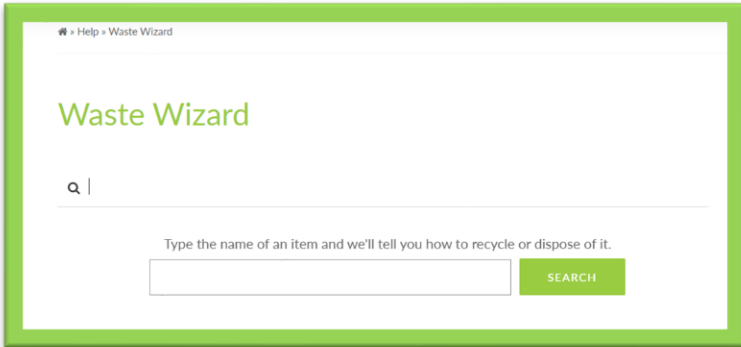 » Help » Waste Wizard
Waste Wizard
Type the name of an item and we'll tell you how to recycle or dispose of it.
SEARCH